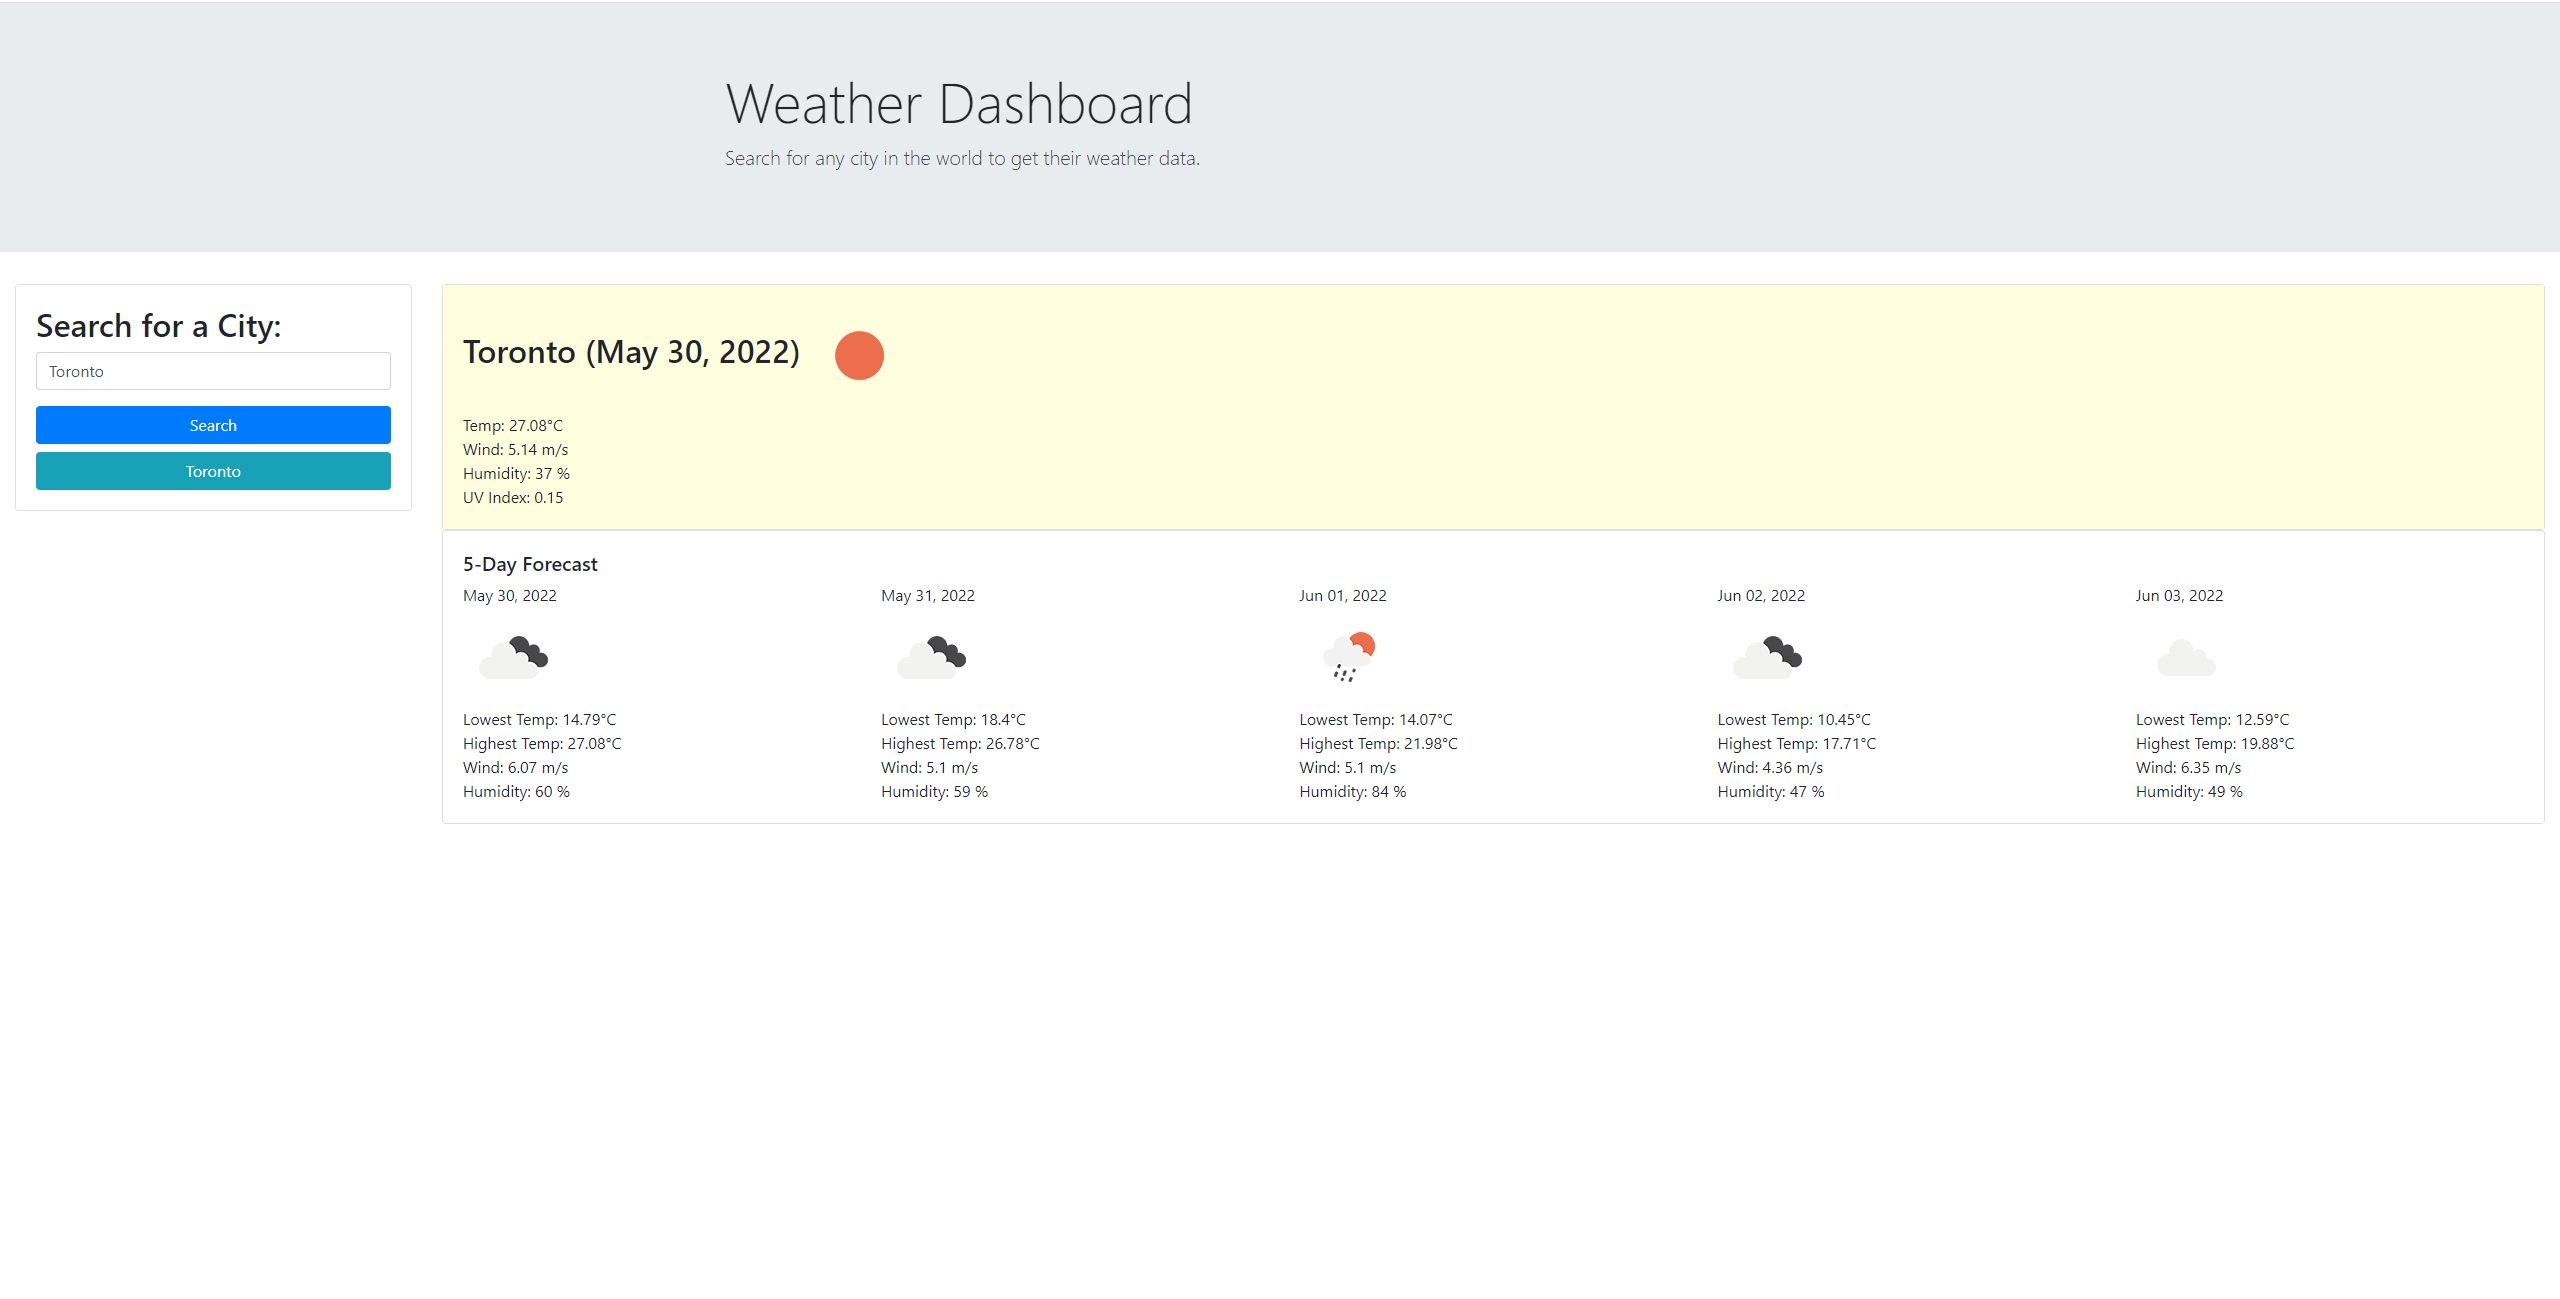 Weather Dashboard
Search for any city in the world to get their weather data.
Search for a City:
Toronto
Search
Toronto
Toronto (May 30, 2022)
Temp: 27.08°C
Wind: 5.14 m/s
Humidity: 37 %
UV Index: 0.15
5-Day Forecast
May 30, 2022
Lowest Temp: 14.79°C
Highest Temp: 27.08°C
Wind: 6.07 m/s
Humidity: 60 %
May 31, 2022
Lowest Temp: 18.4°C
Highest Temp: 26.78°C
Wind: 5.1 m/s
Humidity: 59 %
Jun 01, 2022
Lowest Temp: 14.07°C
Highest Temp: 21.98°C
Wind: 5.1 m/s
Humidity: 84 %
Jun 02, 2022
Lowest Temp: 10.45°C
Highest Temp: 17.71°C
Wind: 4.36 m/s
Humidity: 47 %
Jun 03, 2022
Lowest Temp: 12.59°C
Highest Temp: 19.88°C
Wind: 6.35 m/s
Humidity: 49 %